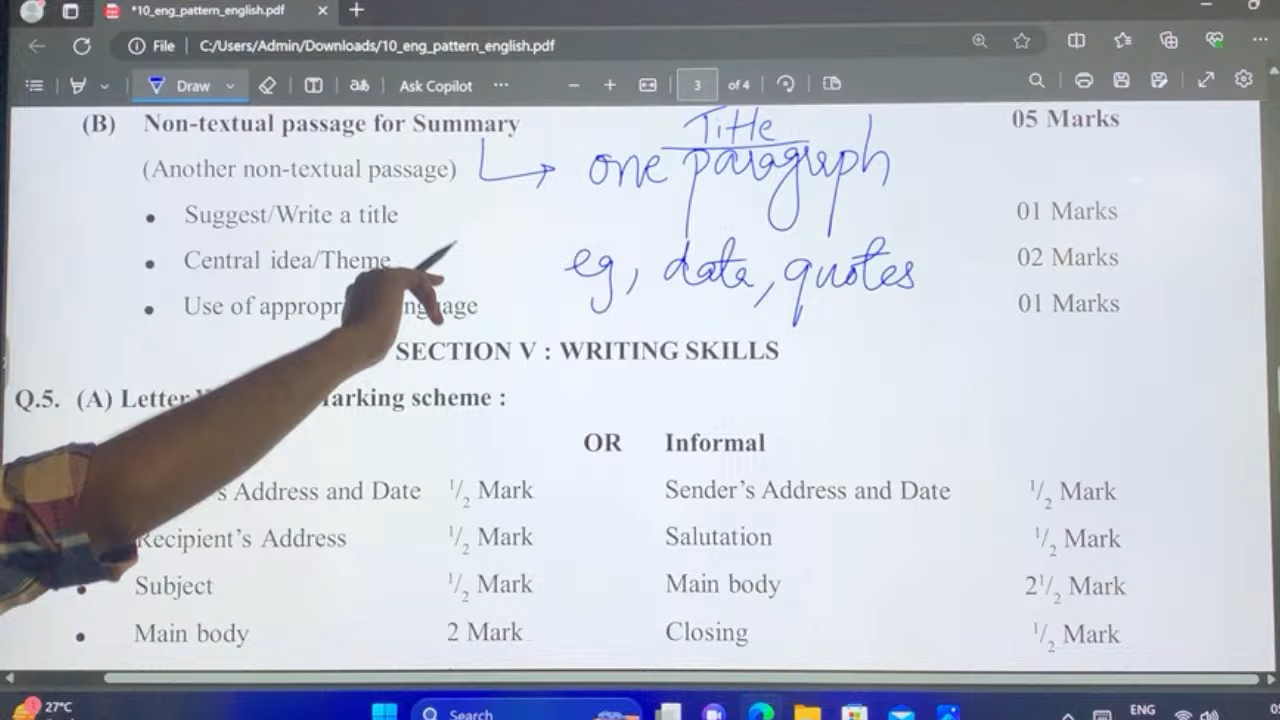 *10_eng_pattern_english.pdf
File C:/Users/Admin/Downloads/10_eng_pattern_english.pdf
Draw Ask Copilot 3 of 4
(B) Non-textual passage for Summary 05 Marks
Title
(Another non-textual passage) one paragraph
• Suggest/Write a title 01 Marks
• Central idea/Theme 02 Marks
eg, data, quotes
• Use of appropr nguage 01 Marks
SECTION V : WRITING SKILLS
Q.5. (A) Letter arking scheme :
OR Informal
s Address and Date 1/2 Mark Sender's Address and Date 1/2 Mark
Recipient's Address 1/2 Mark Salutation 1/2 Mark
• Subject 1/2 Mark Main body 2 1/2 Mark
• Main body 2 Mark Closing 1/2 Mark
27°C Search ENG